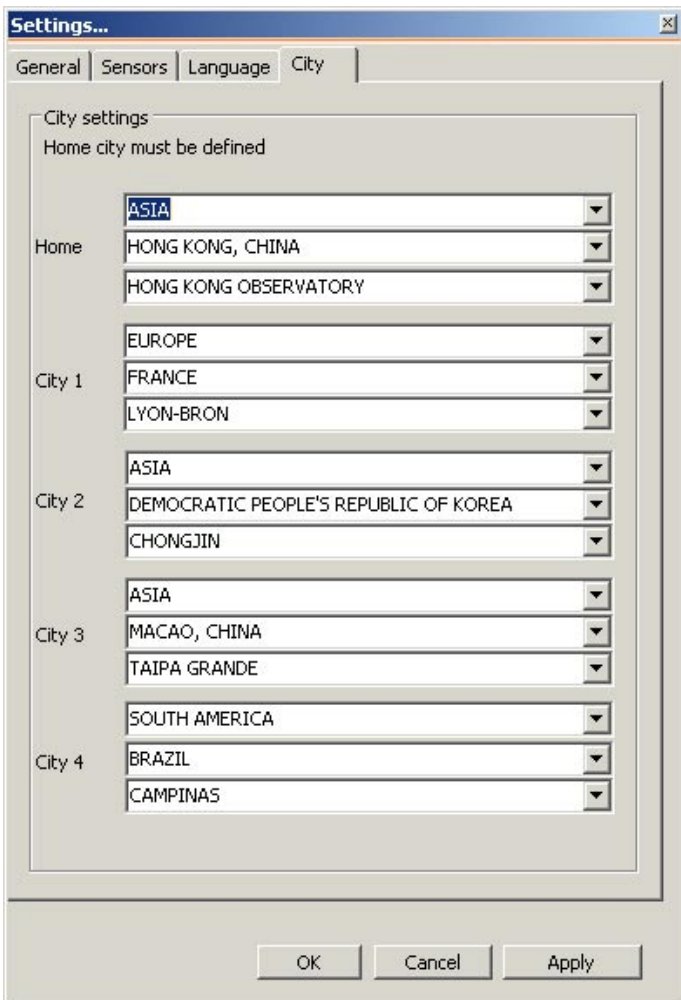 Settings...
General
Sensors
Language
City
City settings
Home city must be defined
Home
ASIA
HONG KONG, CHINA
HONG KONG OBSERVATORY
City 1
EUROPE
FRANCE
LYON-BRON
City 2
ASIA
DEMOCRATIC PEOPLE'S REPUBLIC OF KOREA
CHONGJIN
City 3
ASIA
MACAO, CHINA
TAIPA GRANDE
City 4
SOUTH AMERICA
BRAZIL
CAMPINAS
OK
Cancel
Apply